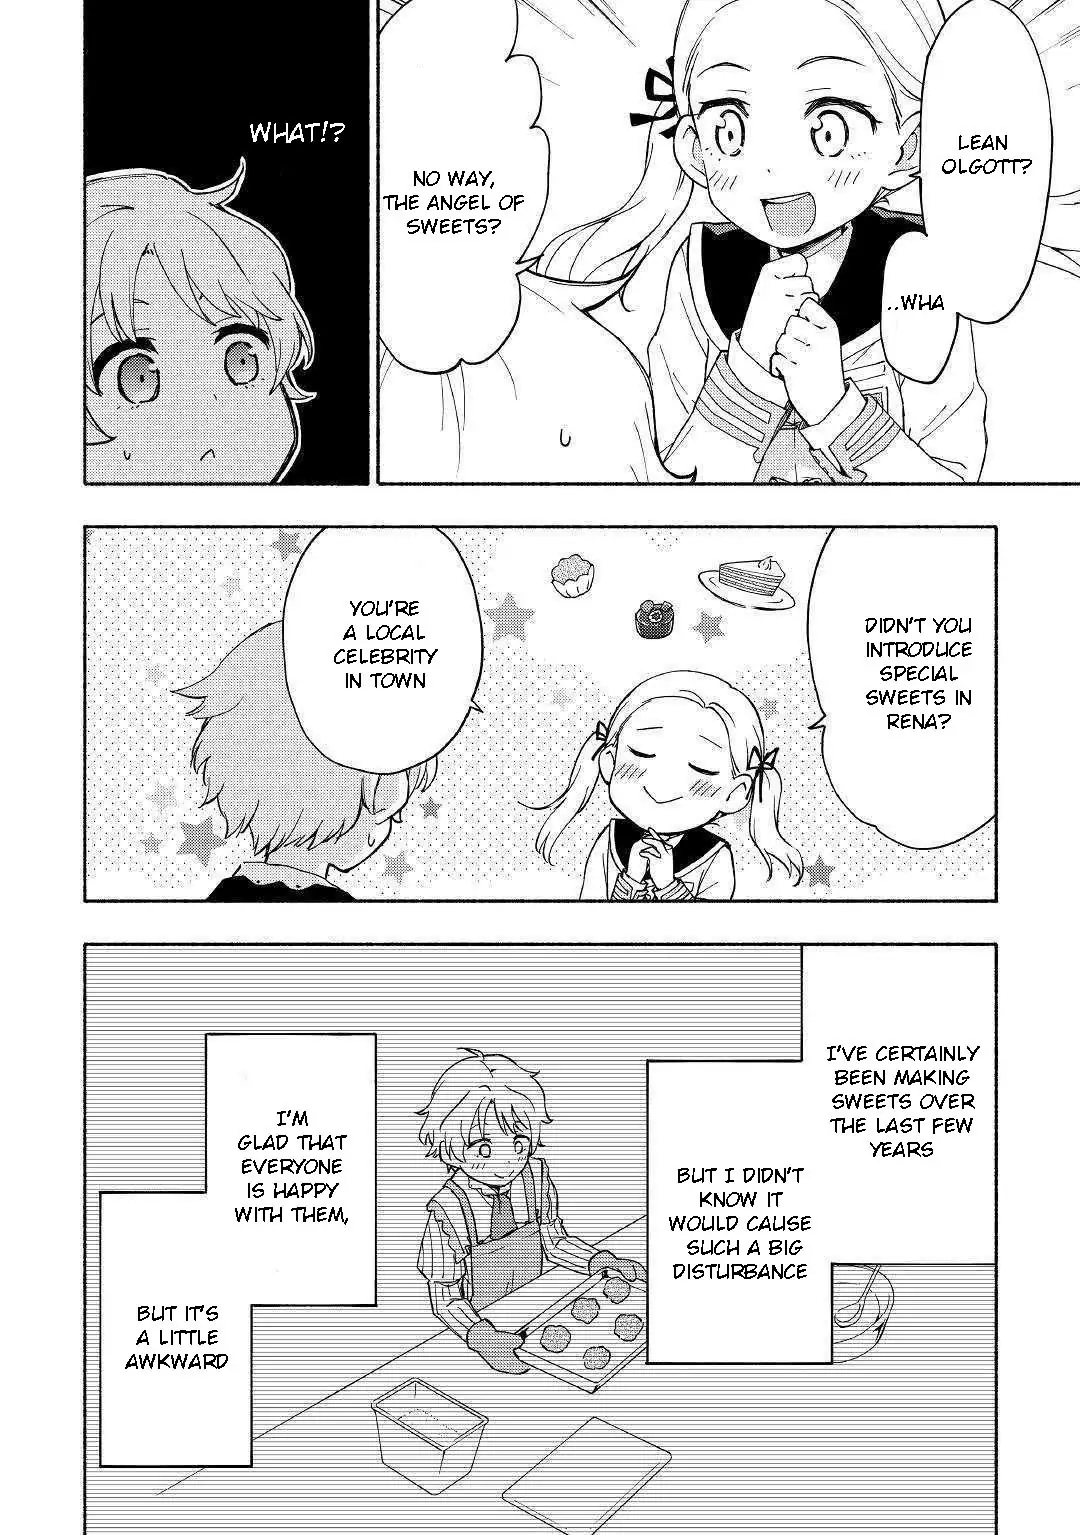 LEAN
OLGOTT?
..WHA
NO WAY,
THE ANGEL OF
SWEETS?
WHAT!?
DIDN'T YOU
INTRODUCE
SPECIAL
SWEETS IN
RENA?
YOU'RE
A LOCAL
CELEBRITY
IN TOWN
I'VE CERTAINLY
BEEN MAKING
SWEETS OVER
THE LAST FEW
YEARS
BUT I DIDN'T
KNOW IT
WOULD CAUSE
SUCH A BIG
DISTURBANCE
I'M
GLAD THAT
EVERYONE
IS HAPPY
WITH THEM,
BUT IT'S
A LITTLE
AWKWARD